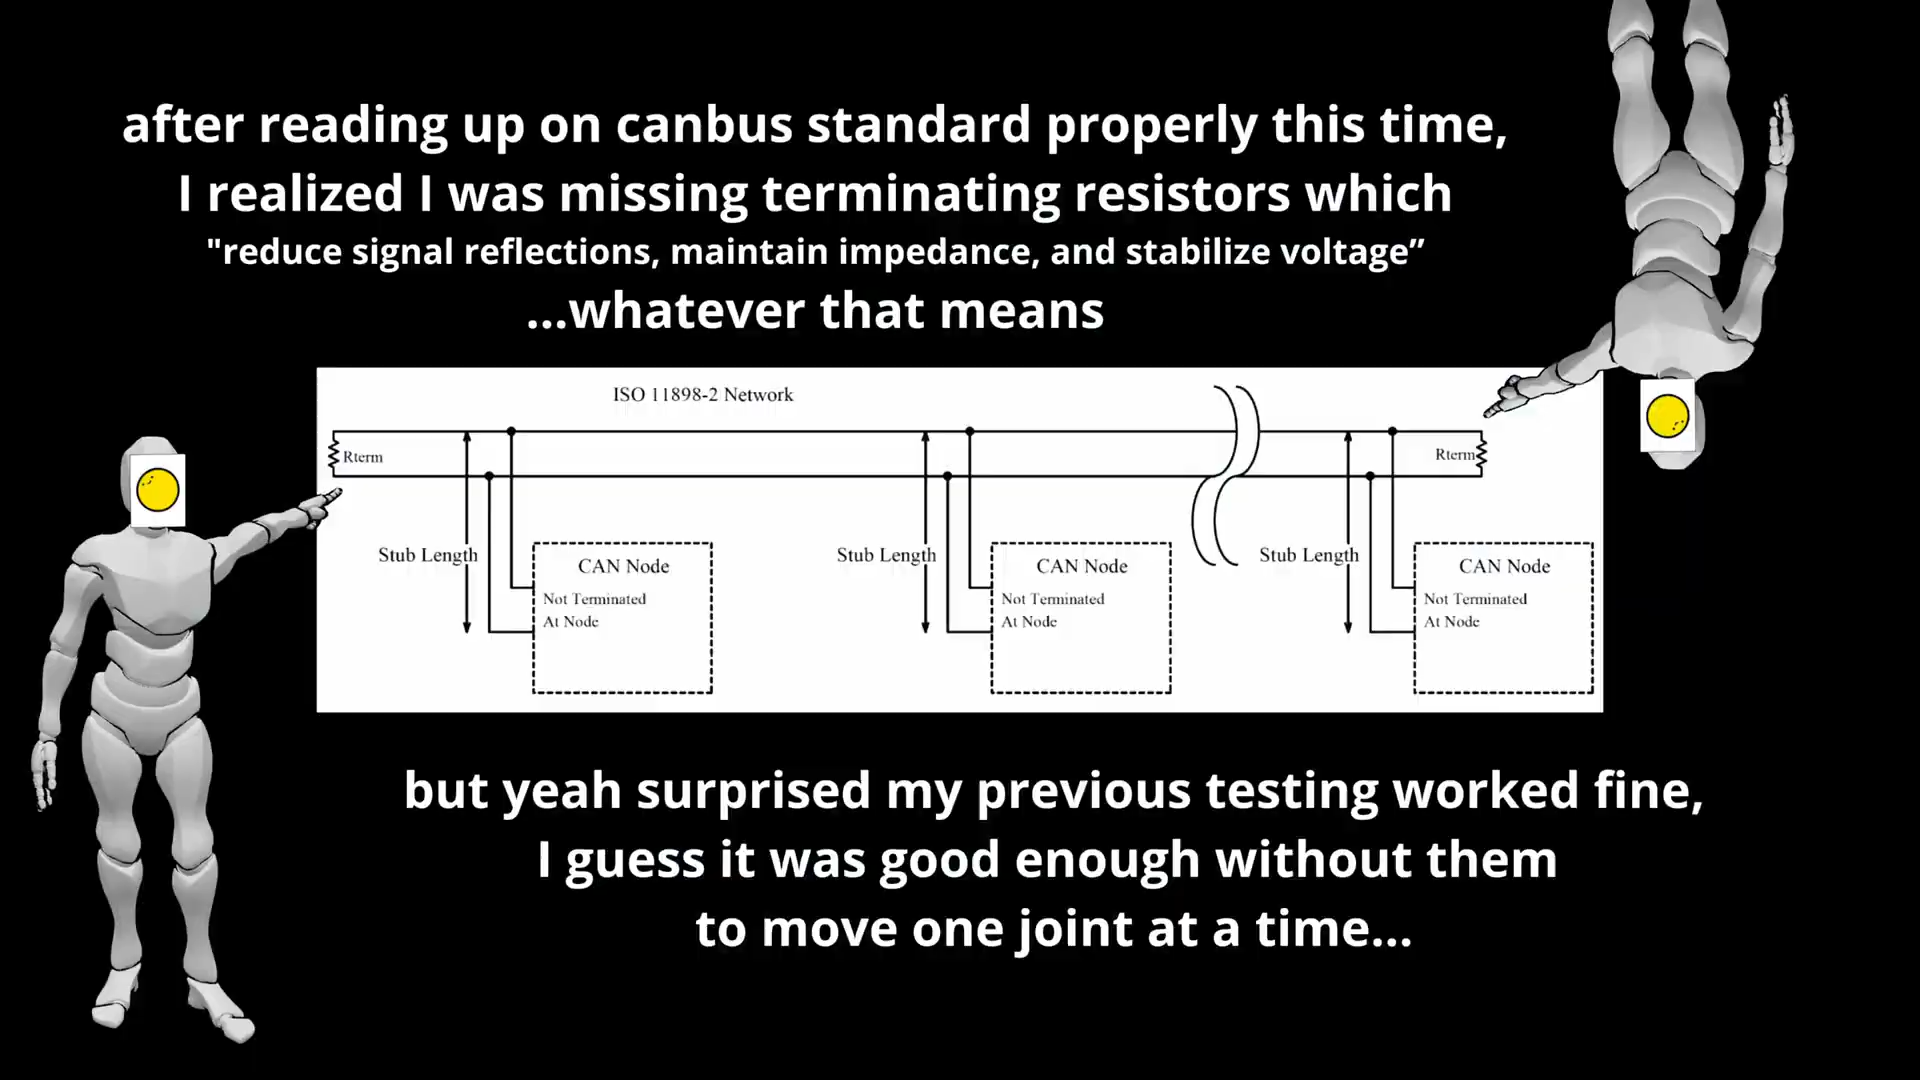 after reading up on canbus standard properly this time,
I realized I was missing terminating resistors which
"reduce signal reflections, maintain impedance, and stabilize voltage”
...whatever that means
ISO 11898-2 Network
Rterm
Rterm
Stub Length
Stub Length
Stub Length
CAN Node
Not Terminated
At Node
CAN Node
Not Terminated
At Node
CAN Node
Not Terminated
At Node
but yeah surprised my previous testing worked fine,
I guess it was good enough without them
to move one joint at a time...